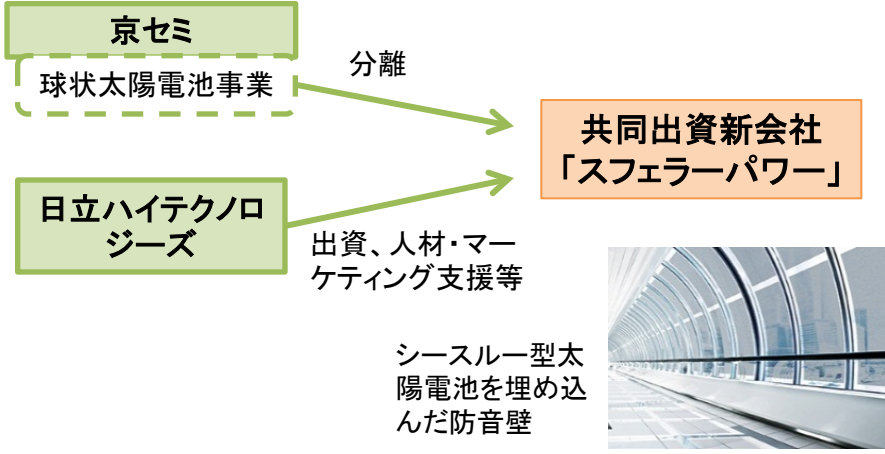 京セミ
球状太陽電池事業
分離
共同出資新会社
「スフェラーパワー」
日立ハイテクノロ
ジーズ
出資、人材・マー
ケティング支援等
シースルー型太
陽電池を埋め込
んだ防音壁